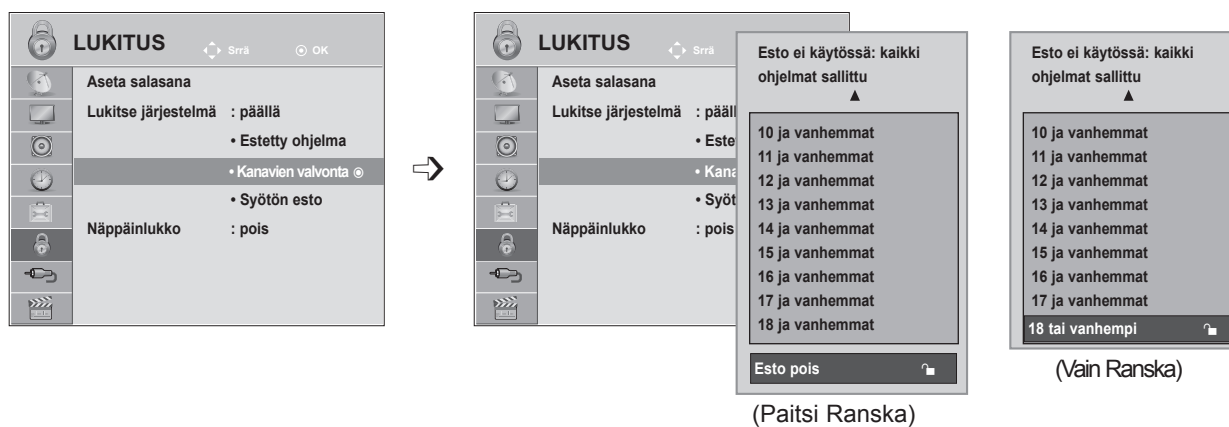 LUKITUS
Srrä
OK
Aseta salasana
Lukitse järjestelmä : päällä
• Estetty ohjelma
• Kanavien valvonta
• Syötön esto
Näppäinlukko : pois
LUKITUS
Srrä
Aseta salasana
Lukitse järjestelmä : pääll
• Este
• Kana
• Syöt
Näppäinlukko : pois
Esto ei käytössä: kaikki
ohjelmat sallittu
10 ja vanhemmat
11 ja vanhemmat
12 ja vanhemmat
13 ja vanhemmat
14 ja vanhemmat
15 ja vanhemmat
16 ja vanhemmat
17 ja vanhemmat
18 ja vanhemmat
Esto pois
(Paitsi Ranska)
Esto ei käytössä: kaikki
ohjelmat sallittu
10 ja vanhemmat
11 ja vanhemmat
12 ja vanhemmat
13 ja vanhemmat
14 ja vanhemmat
15 ja vanhemmat
16 ja vanhemmat
17 ja vanhemmat
18 tai vanhempi
(Vain Ranska)